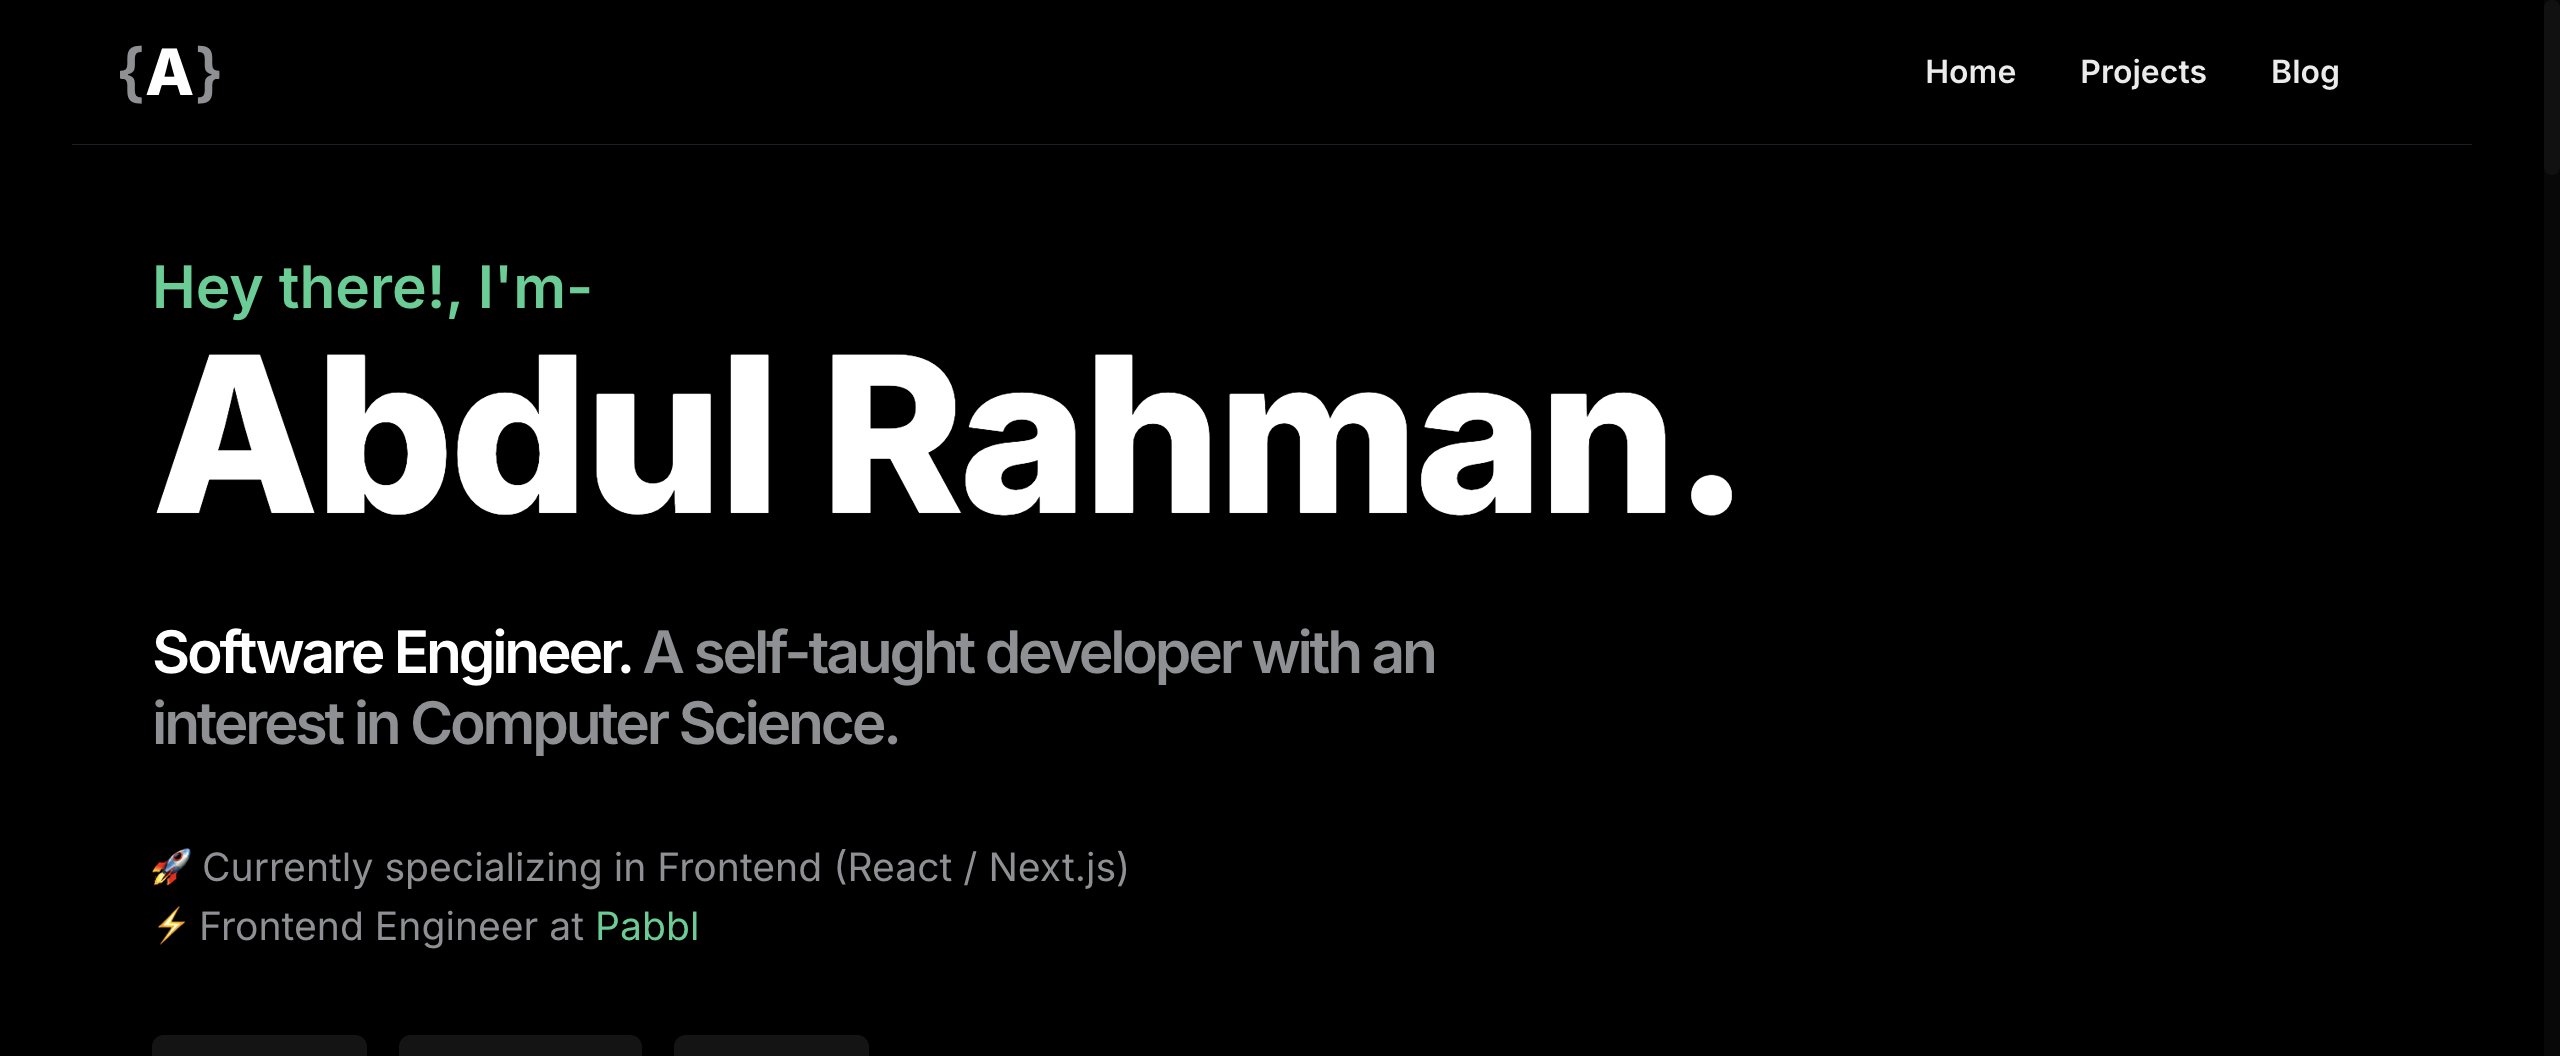 {A}
Home Projects Blog
Hey there!, I'm-
Abdul Rahman.
Software Engineer. A self-taught developer with an
interest in Computer Science.
🚀 Currently specializing in Frontend (React / Next.js)
⚡ Frontend Engineer at Pabbl